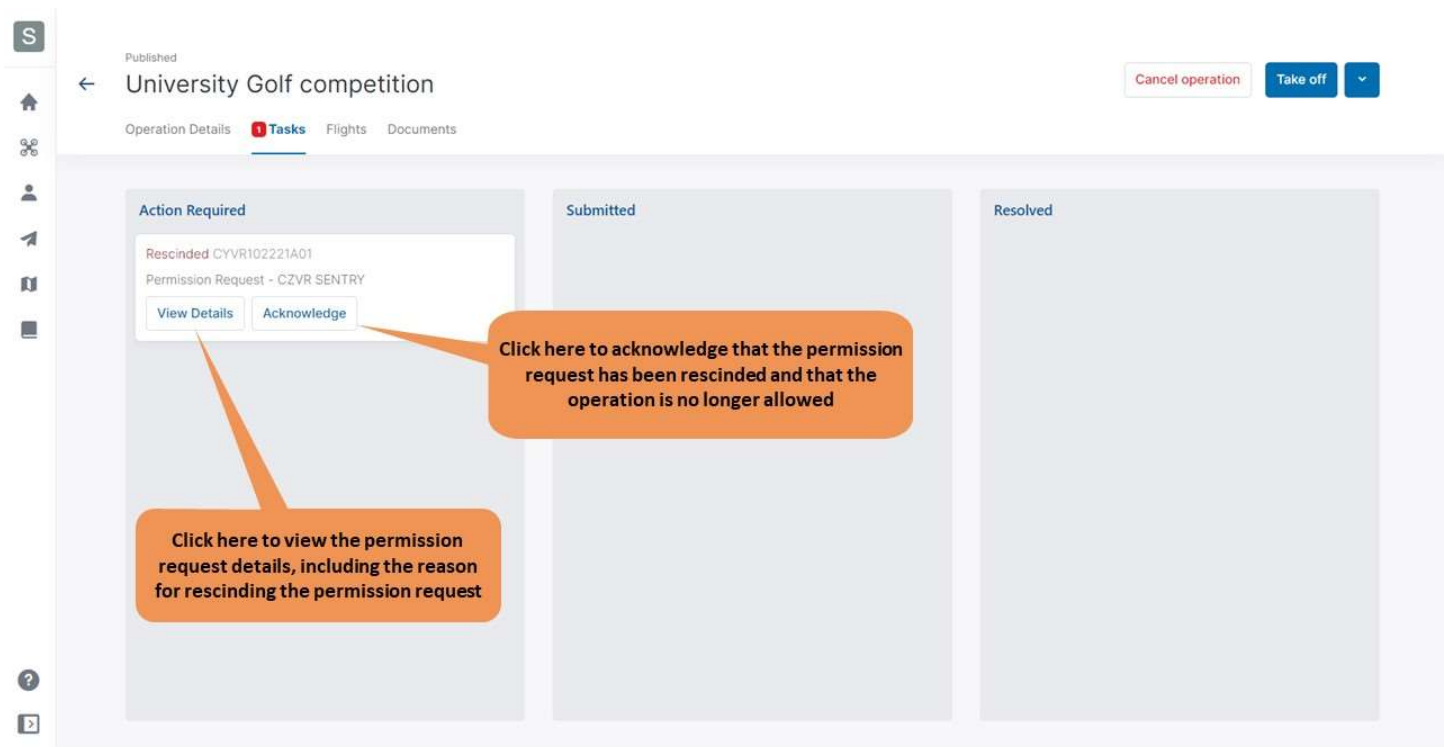 S
Published
University Golf competition
Cancel operation
Take off
Operation Details
1 Tasks
Flights
Documents
Action Required
Submitted
Resolved
Rescinded CYVR102221A01
Permission Request - CZVR SENTRY
View Details
Acknowledge
Click here to acknowledge that the permission
request has been rescinded and that the
operation is no longer allowed
Click here to view the permission
request details, including the reason
for rescinding the permission request
?